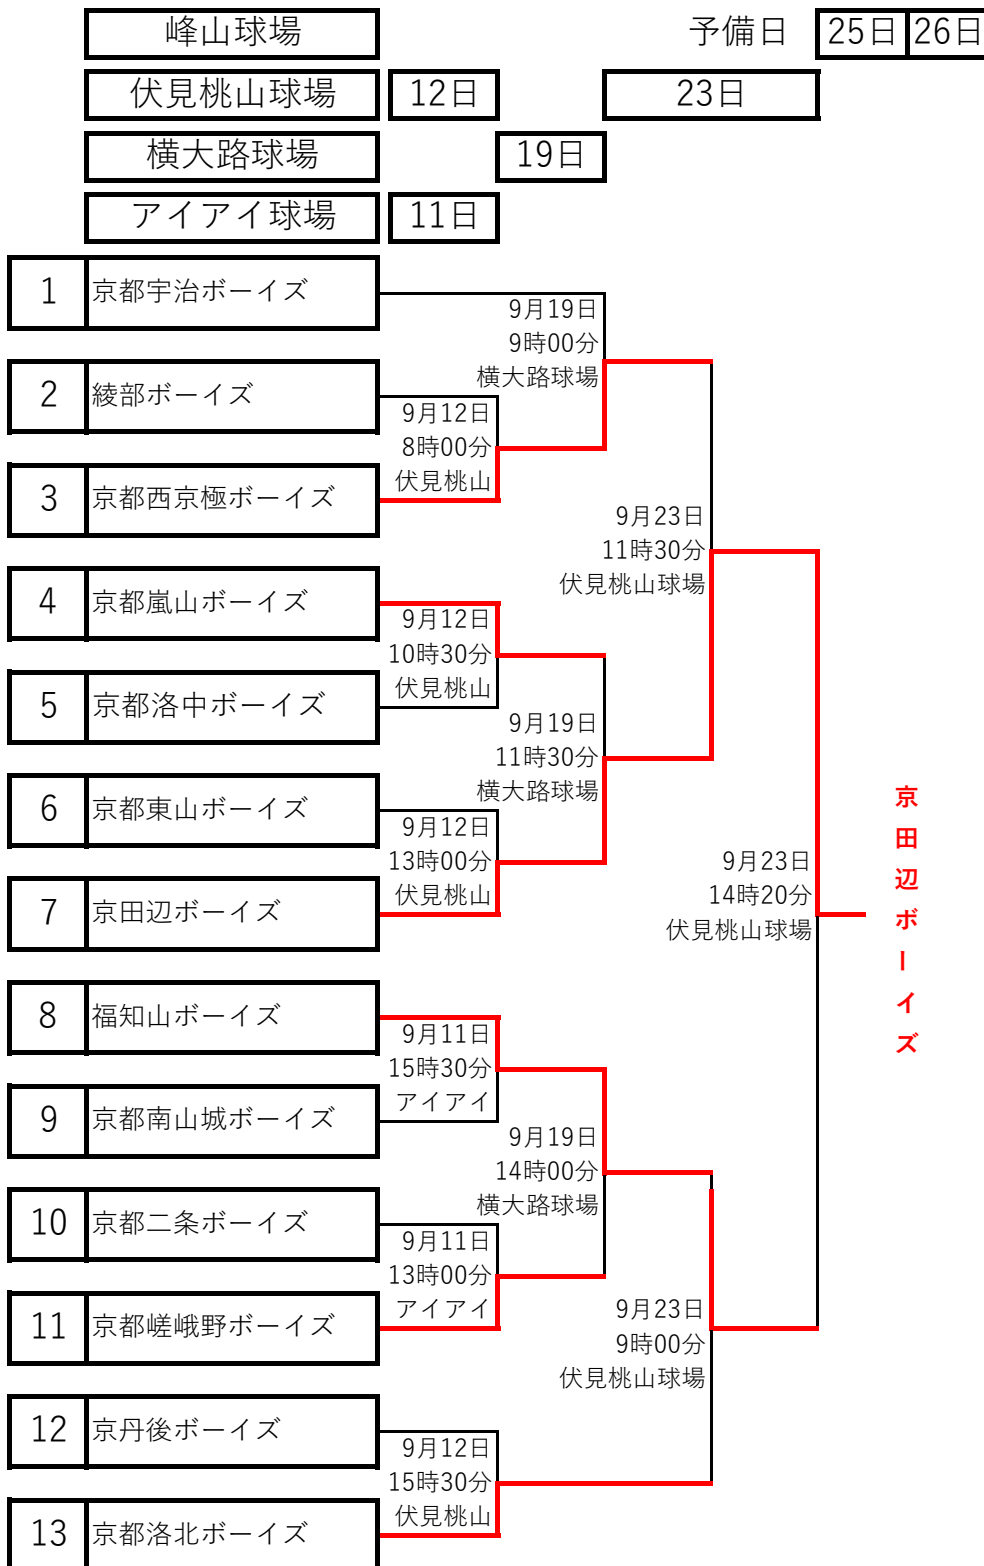 峰山球場 予備日 25日 26日
伏見桃山球場 12日 23日
横大路球場 19日
アイアイ球場 11日
1 京都宇治ボーイズ
9月19日
9時00分
横大路球場
2 綾部ボーイズ
9月12日
8時00分
伏見桃山
3 京都西京極ボーイズ
9月23日
11時30分
伏見桃山球場
4 京都嵐山ボーイズ
9月12日
10時30分
伏見桃山
5 京都洛中ボーイズ
9月19日
11時30分
横大路球場
6 京都東山ボーイズ
9月12日
13時00分
伏見桃山
7 京田辺ボーイズ
9月23日
14時20分
伏見桃山球場
京田辺ボーイズ
8 福知山ボーイズ
9月11日
15時30分
アイアイ
9 京都南山城ボーイズ
9月19日
14時00分
横大路球場
10 京都二条ボーイズ
9月11日
13時00分
アイアイ
11 京都嵯峨野ボーイズ
9月23日
9時00分
伏見桃山球場
12 京丹後ボーイズ
9月12日
15時30分
伏見桃山
13 京都洛北ボーイズ